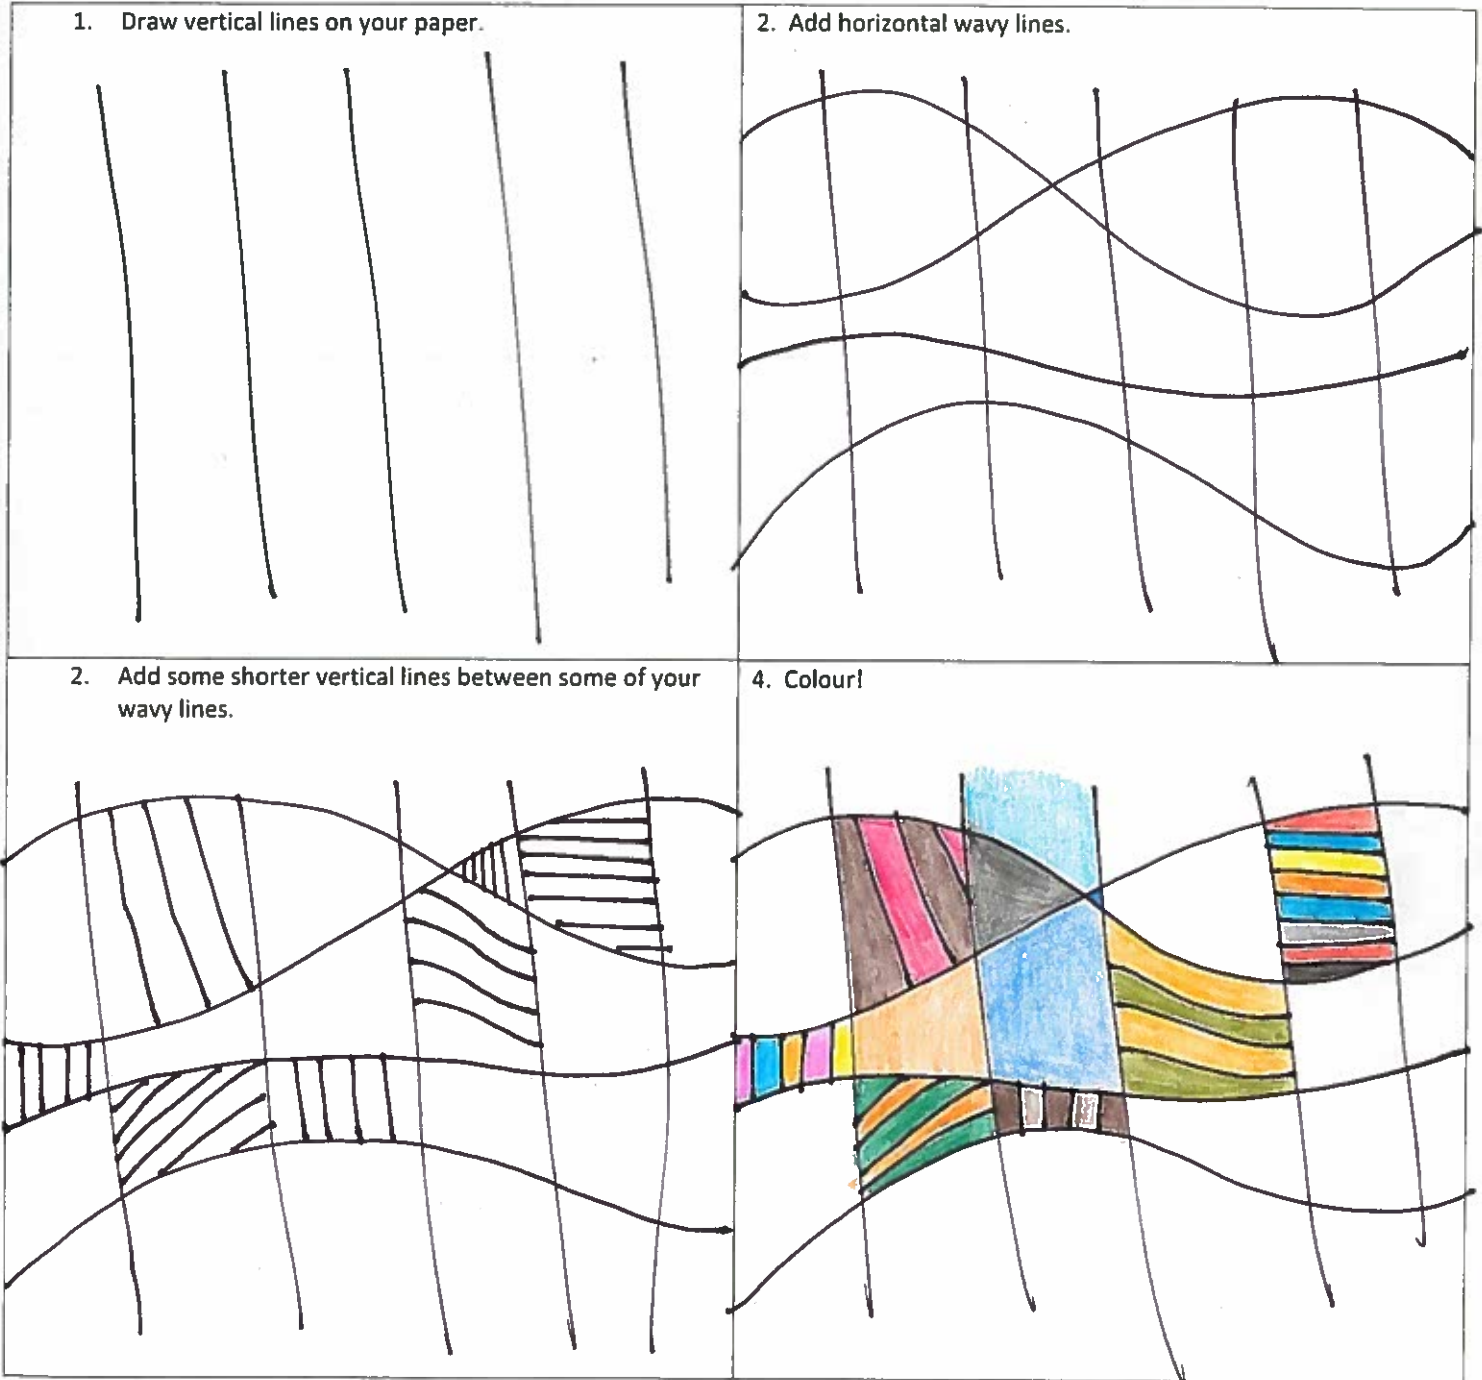 1. Draw vertical lines on your paper.
2. Add horizontal wavy lines.
2. Add some shorter vertical lines between some of your
wavy lines.
4. Colour!